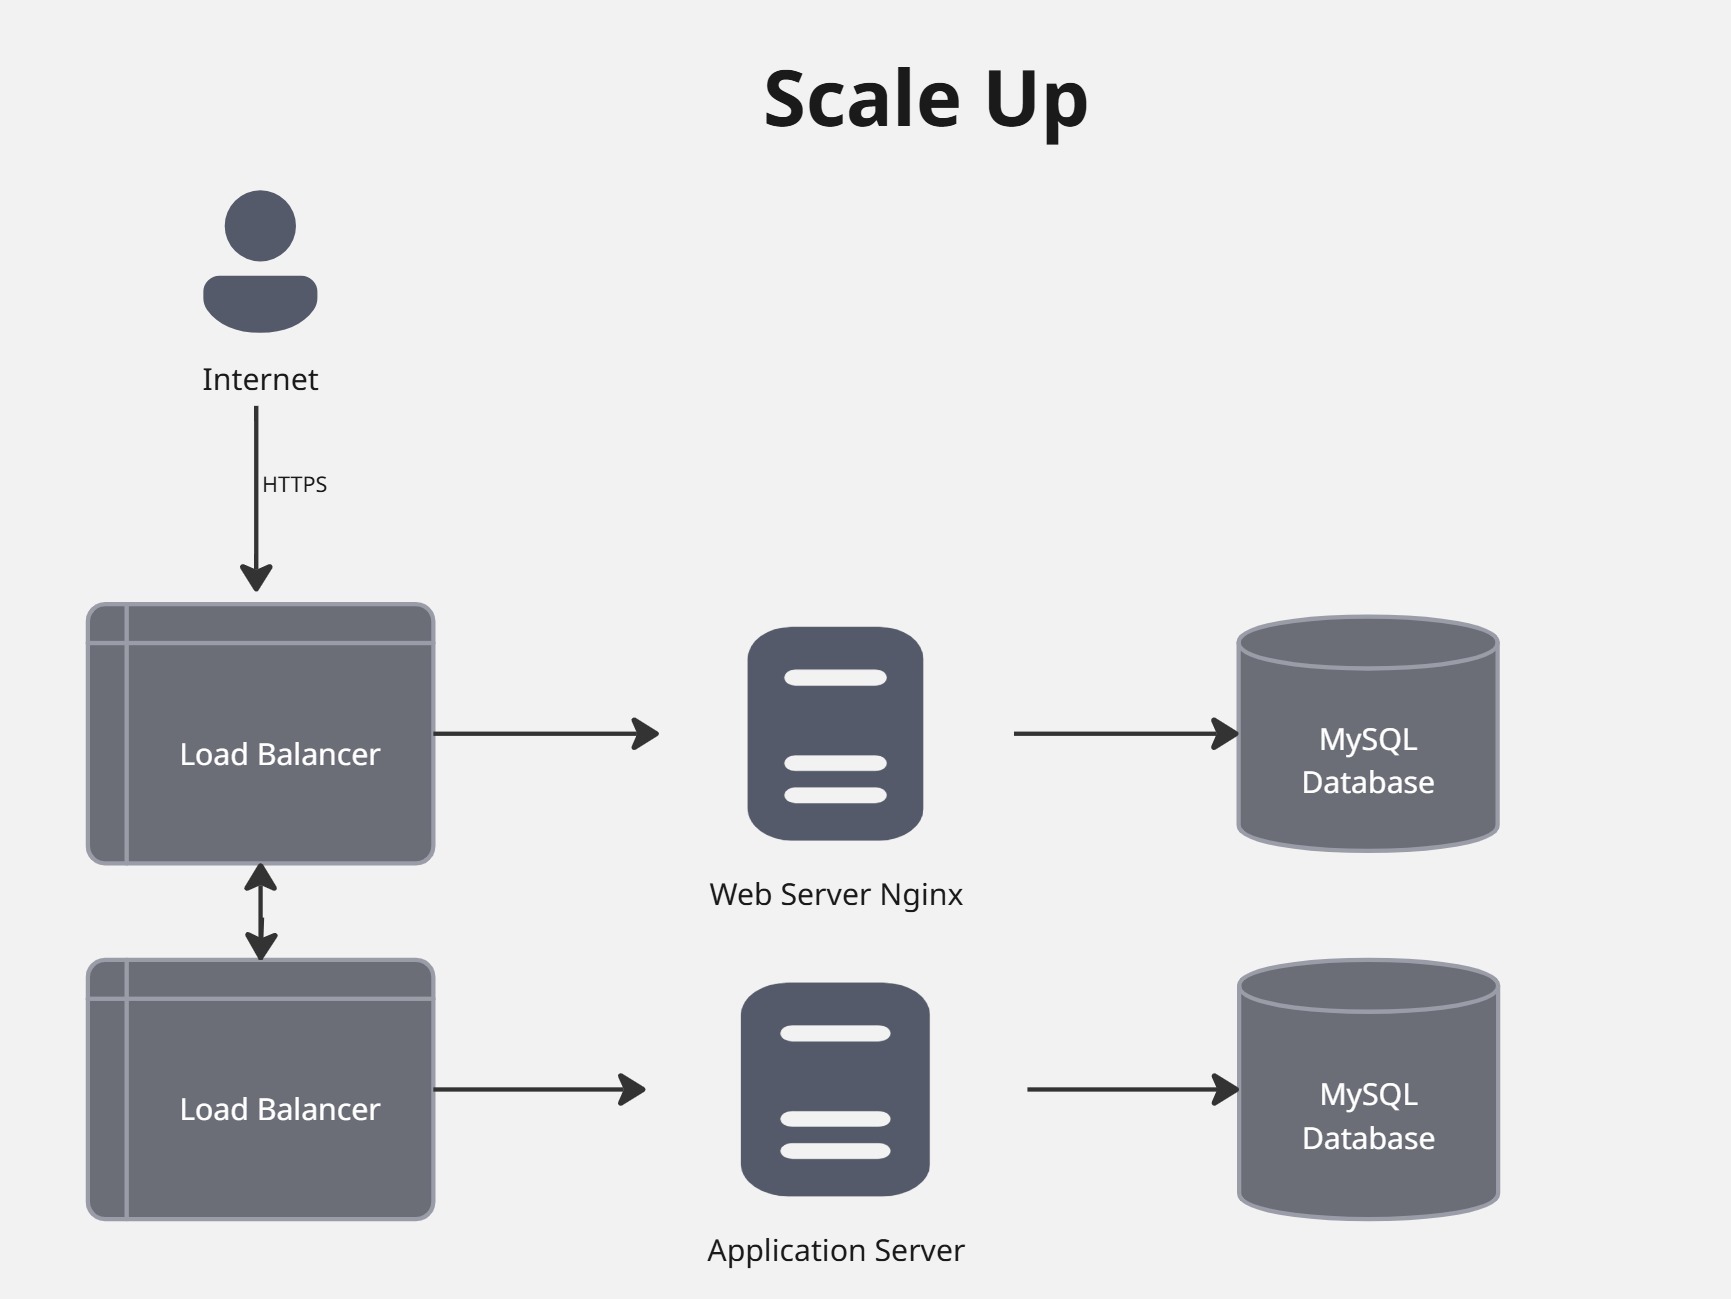 Scale Up
Internet
HTTPS
Load Balancer
Web Server Nginx
MySQL
Database
Load Balancer
Application Server
MySQL
Database